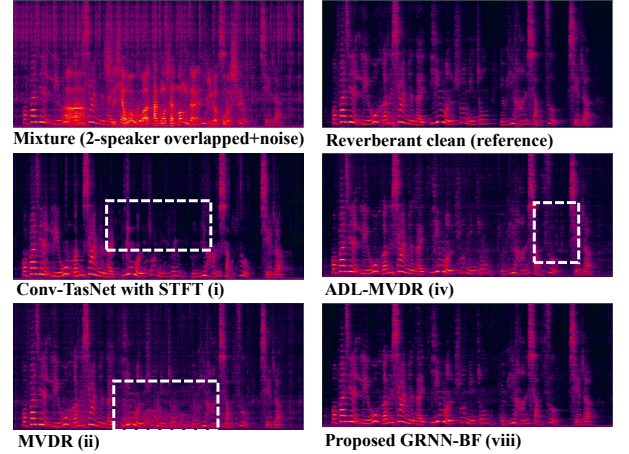 Mixture (2-speaker overlapped+noise)
Reverberant clean (reference)
Conv-TasNet with STFT (i)
ADL-MVDR (iv)
MVDR (ii)
Proposed GRNN-BF (viii)